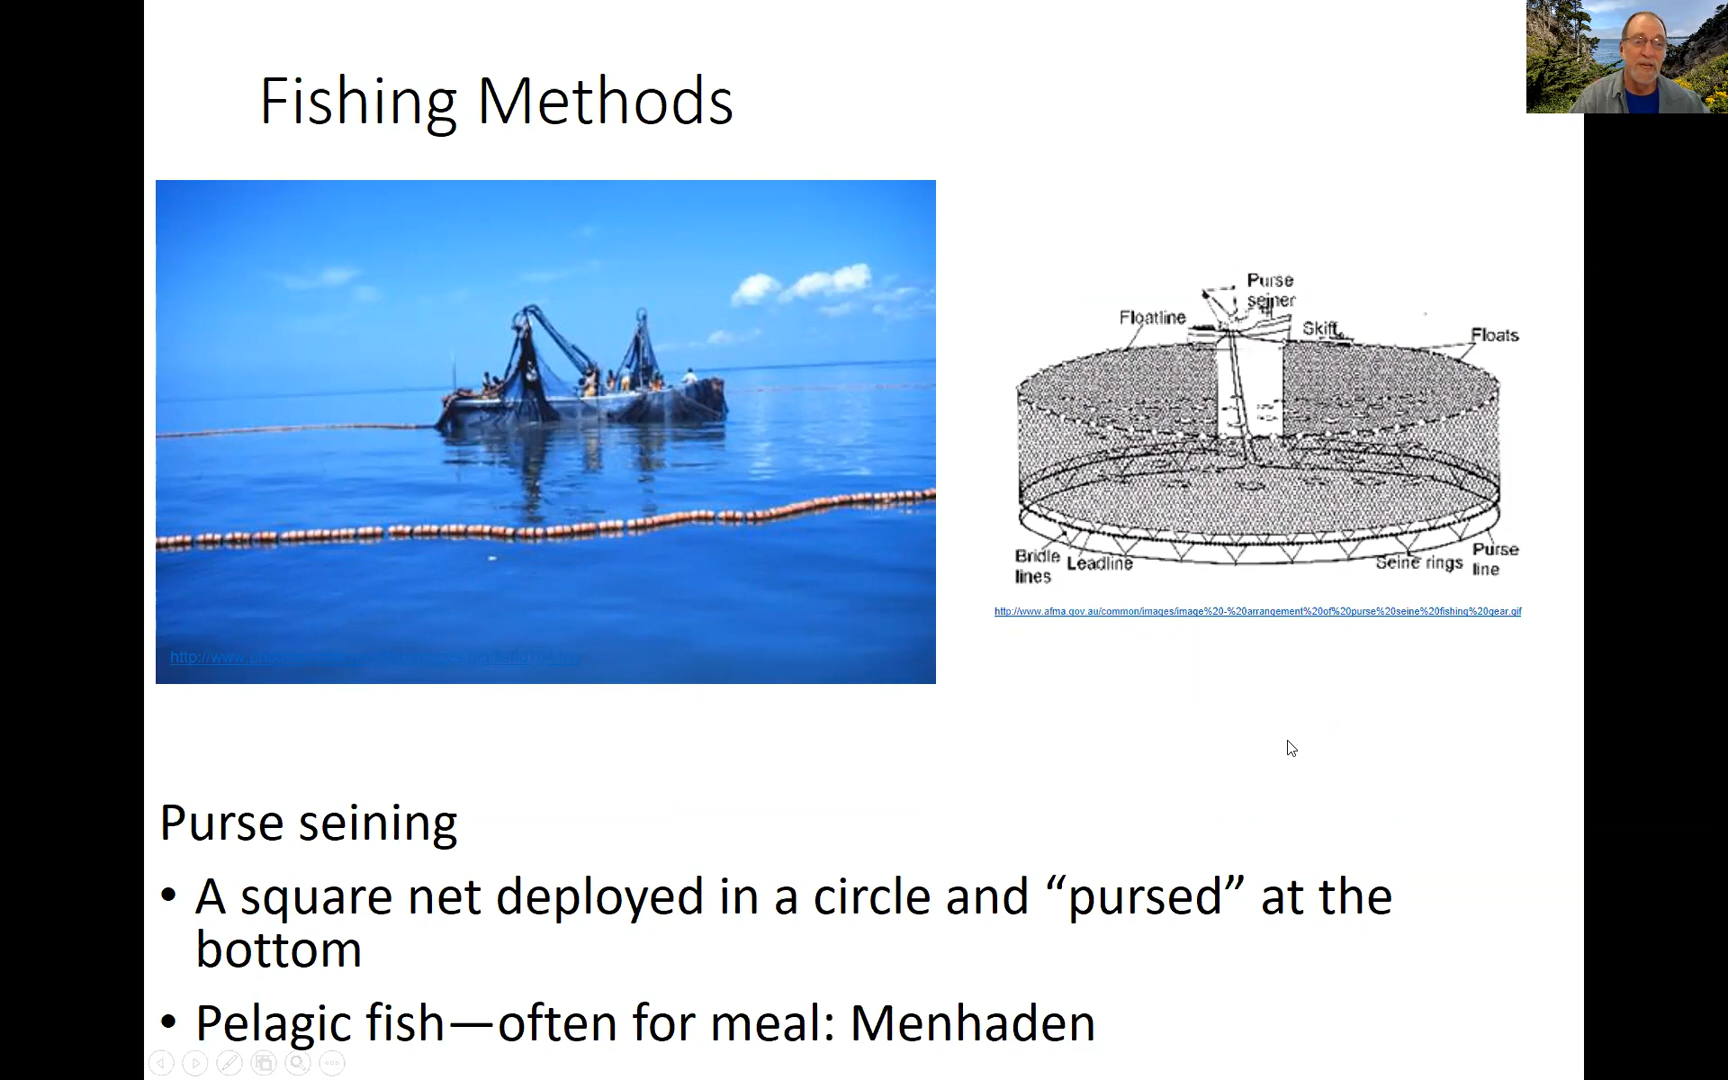 Fishing Methods
Purse
seiner
Floatline
Skiff
Floats
Bridle
lines
Leadline
Seine rings
Purse
line
http://www.afma.gov.au/common/images/image%20-%20arrangement%20of%20purse%20seine%20fishing%20gear.gif
Purse seining
• A square net deployed in a circle and “pursed” at the
bottom
• Pelagic fish—often for meal: Menhaden